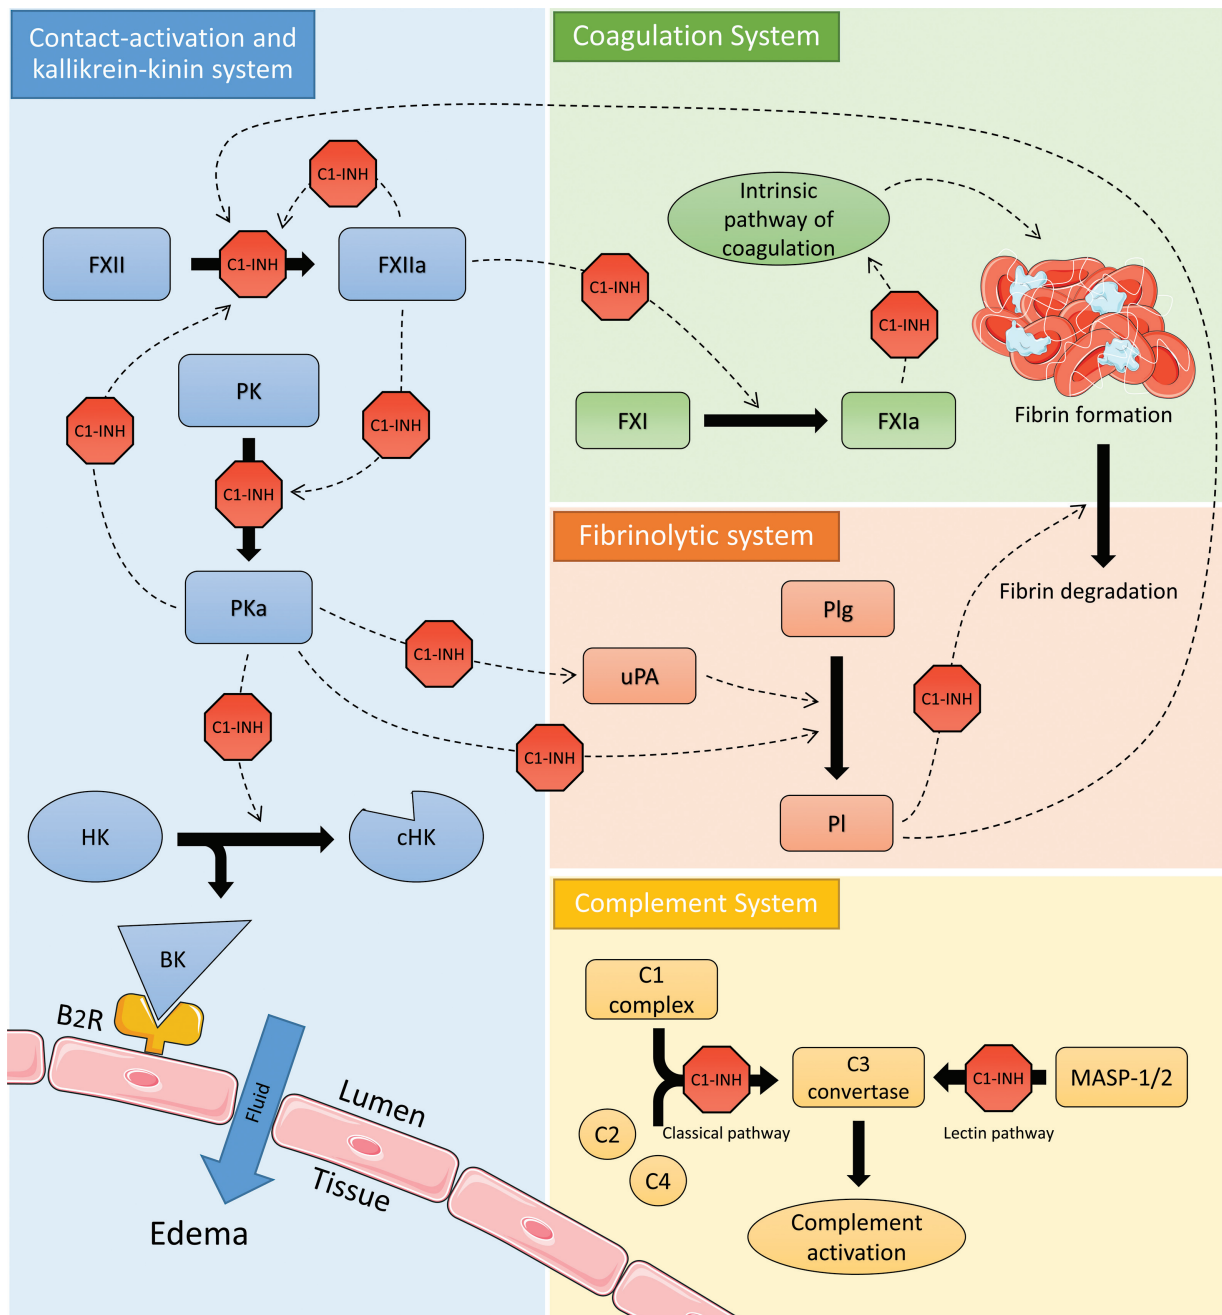 Contact-activation and
kallikrein-kinin system
C1-INH
FXII
C1-INH
FXIIa
PK
C1-INH
C1-INH
C1-INH
PKa
C1-INH
C1-INH
C1-INH
HK
cHK
BK
B2R
Fluid
Lumen
Tissue
Edema
Coagulation System
Intrinsic
pathway of
coagulation
C1-INH
C1-INH
FXI
FXIa
Fibrin formation
Fibrinolytic system
Fibrin degradation
Plg
uPA
C1-INH
Pl
Complement System
C1
complex
C1-INH
C3
convertase
C1-INH
MASP-1/2
Classical pathway
Lectin pathway
C2
C4
Complement
activation